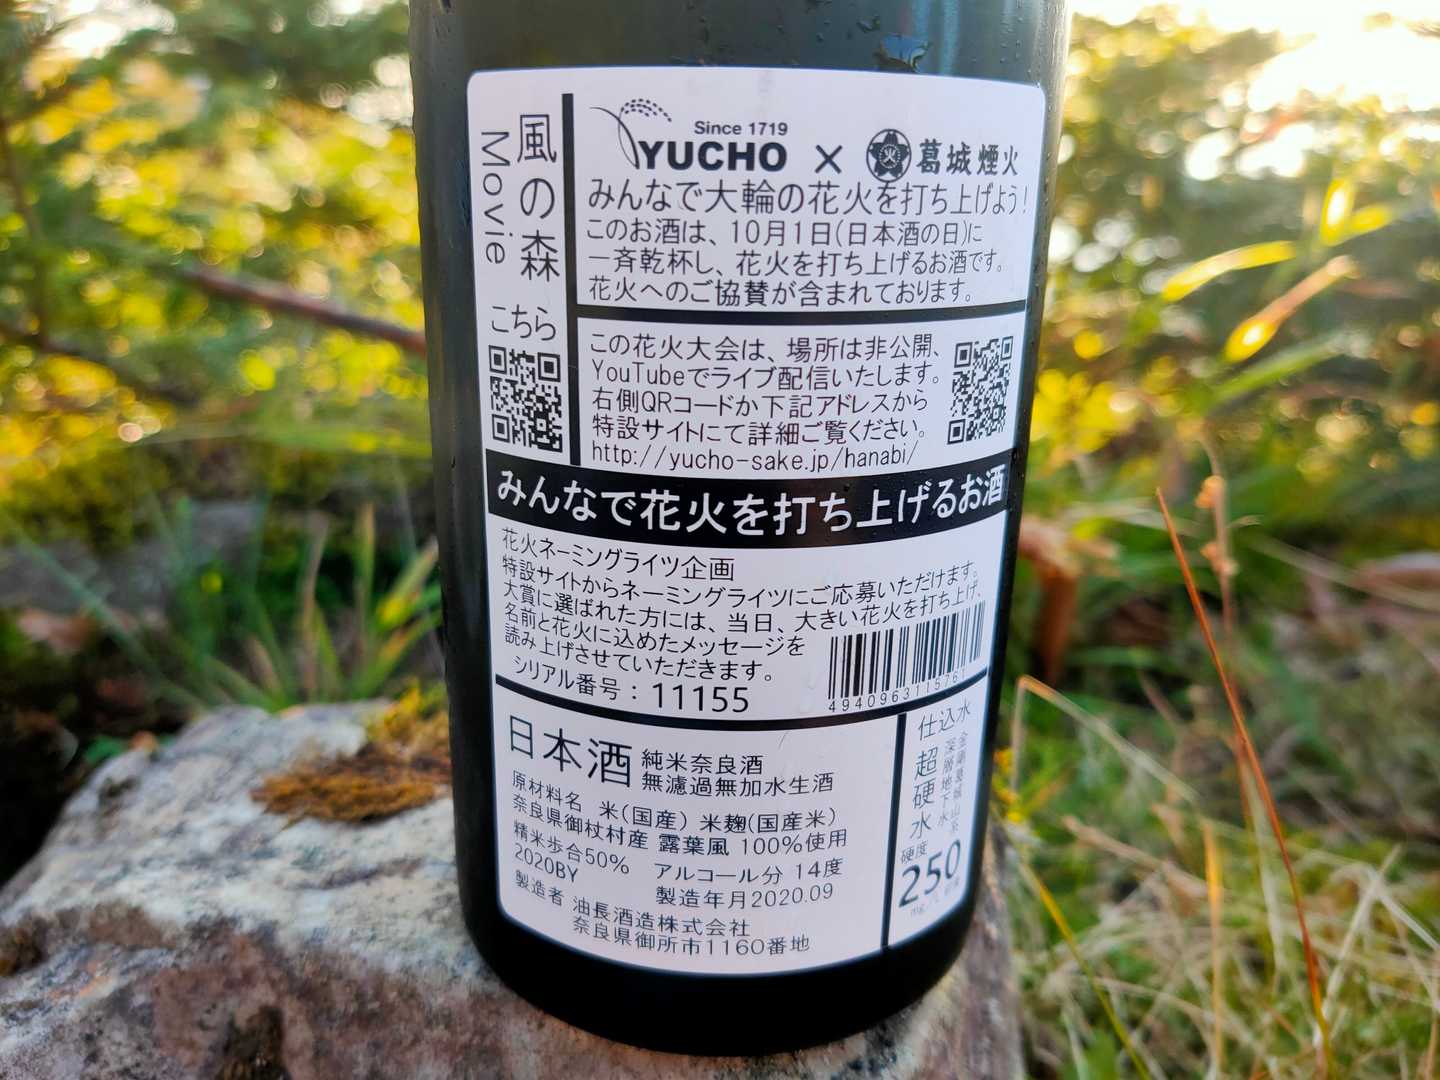 風の森
Movie
こちら
Since 1719
YUCHO × 葛城煙火
みんなで大輪の花火を打ち上げよう!
このお酒は、10月1日(日本酒の日)に
一斉乾杯し、花火を打ち上げるお酒です。
花火へのご協賛が含まれております。
この花火大会は、場所は非公開、
YouTubeでライブ配信いたします。
右側QRコードか下記アドレスから
特設サイトにて詳細ご覧ください。
http://yucho-sake.jp/hanabi/
みんなで花火を打ち上げるお酒
花火ネーミングライツ企画
特設サイトからネーミングライツにご応募いただけます。
大賞に選ばれた方には、当日、大きい花火を打ち上げ、
名前と花火に込めたメッセージを
読み上げさせていただきます。
シリアル番号：11155
4940963115761
日本酒
純米奈良酒
無濾過無加水生酒
原材料名 米(国産) 米麹(国産米)
奈良県御杖村産 露葉風 100%使用
精米歩合50% アルコール分 14度
2020BY 製造年月2020.09
製造者 油長酒造株式会社
奈良県御所市1160番地
仕込水
金剛葛城山系
深層地下水
超硬水
硬度
250